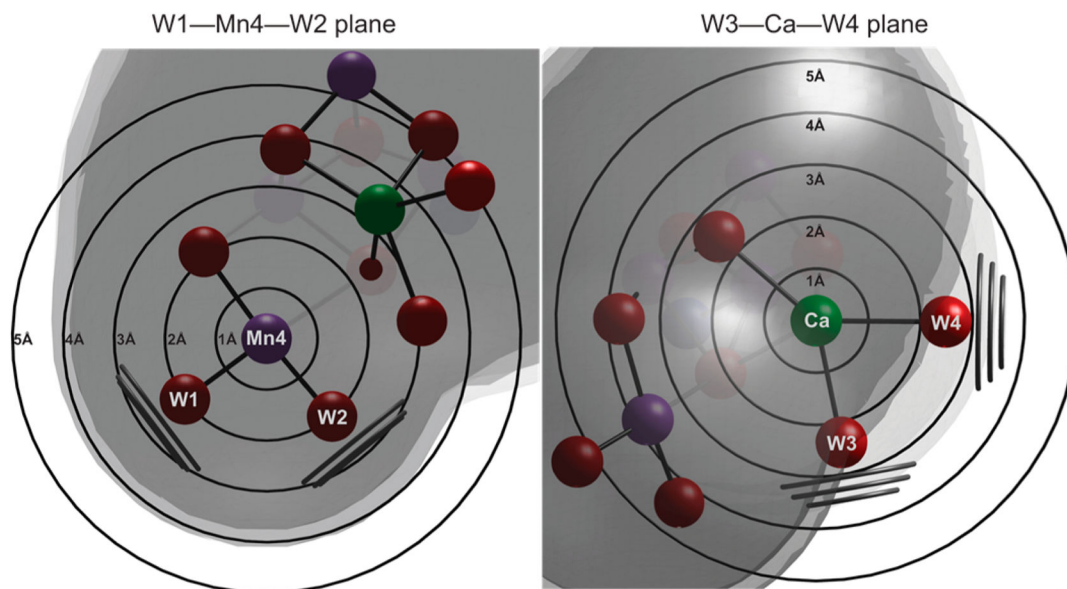 W1—Mn4—W2 plane
W3—Ca—W4 plane
5Å 4Å 3Å 2Å 1Å Mn4
W1
W2
5Å
4Å
3Å
2Å
1Å
Ca
W4
W3